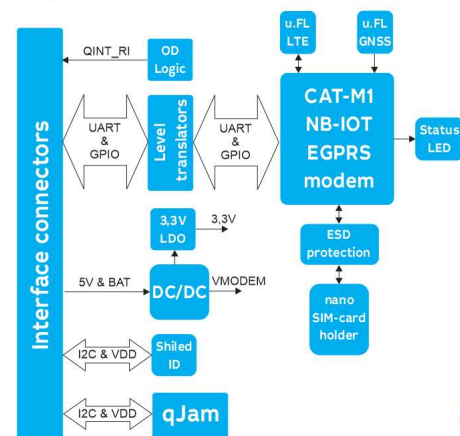 Interface connectors
QINT_RI
OD
Logic
UART
&
GPIO
Level
translators
UART
&
GPIO
u.FL
LTE
u.FL
GNSS
CAT-M1
NB-IOT
EGPRS
modem
Status
LED
3,3V
LDO
3,3V
5V & BAT
DC/DC
VMODEM
ESD
protection
nano
SIM-card
holder
I2C & VDD
Shiled
ID
I2C & VDD
qJam